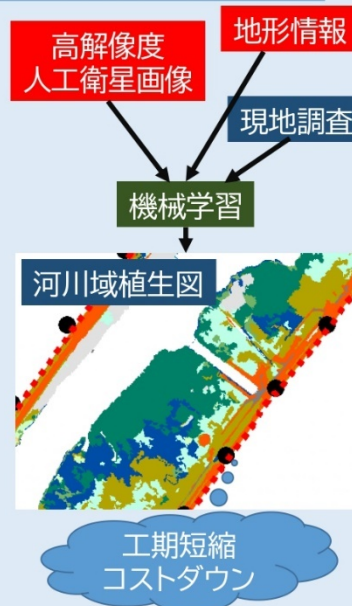 高解像度
人工衛星画像
地形情報
現地調査
機械学習
河川域植生図
工期短縮
コストダウン